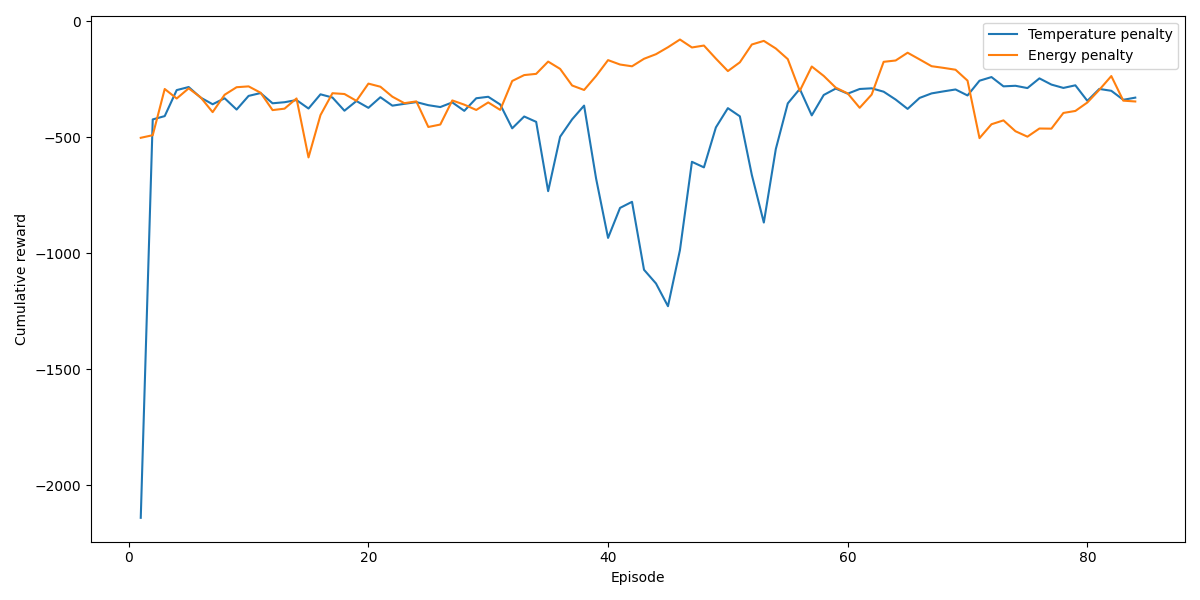 Temperature penalty
Energy penalty
Cumulative reward
0
−500
−1000
−1500
−2000
0 20 40 60 80
Episode